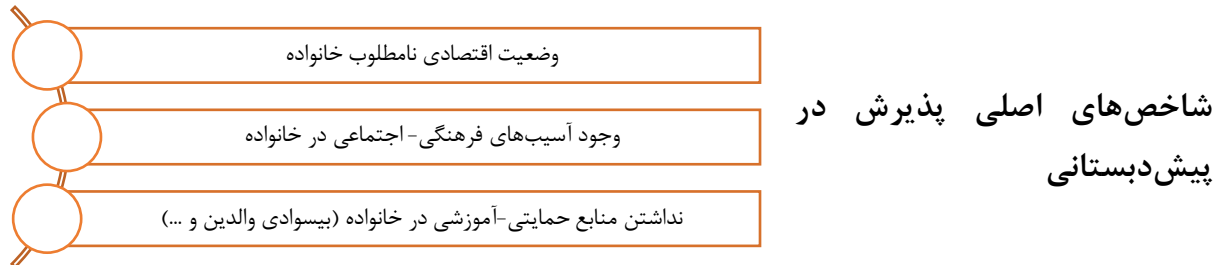 شاخص‌های اصلی پذیرش در
پیش‌دبستانی
وضعیت اقتصادی نامطلوب خانواده
وجود آسیب‌های فرهنگی- اجتماعی در خانواده
نداشتن منابع حمایتی-آموزشی در خانواده (بیسوادی والدین و ...)